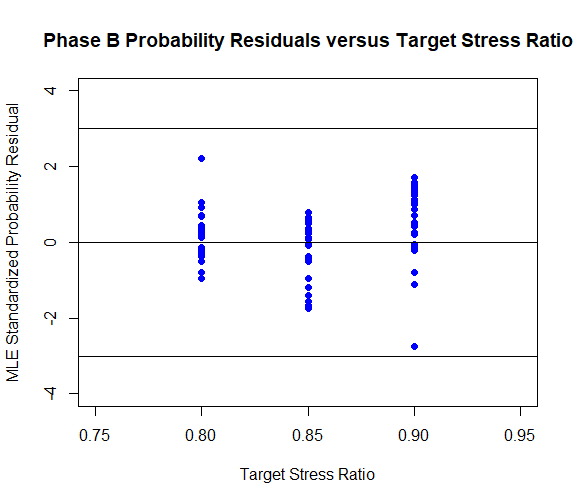 Phase B Probability Residuals versus Target Stress Ratio
MLE Standardized Probability Residual
4
2
0
-2
-4
0.75 0.80 0.85 0.90 0.95
Target Stress Ratio